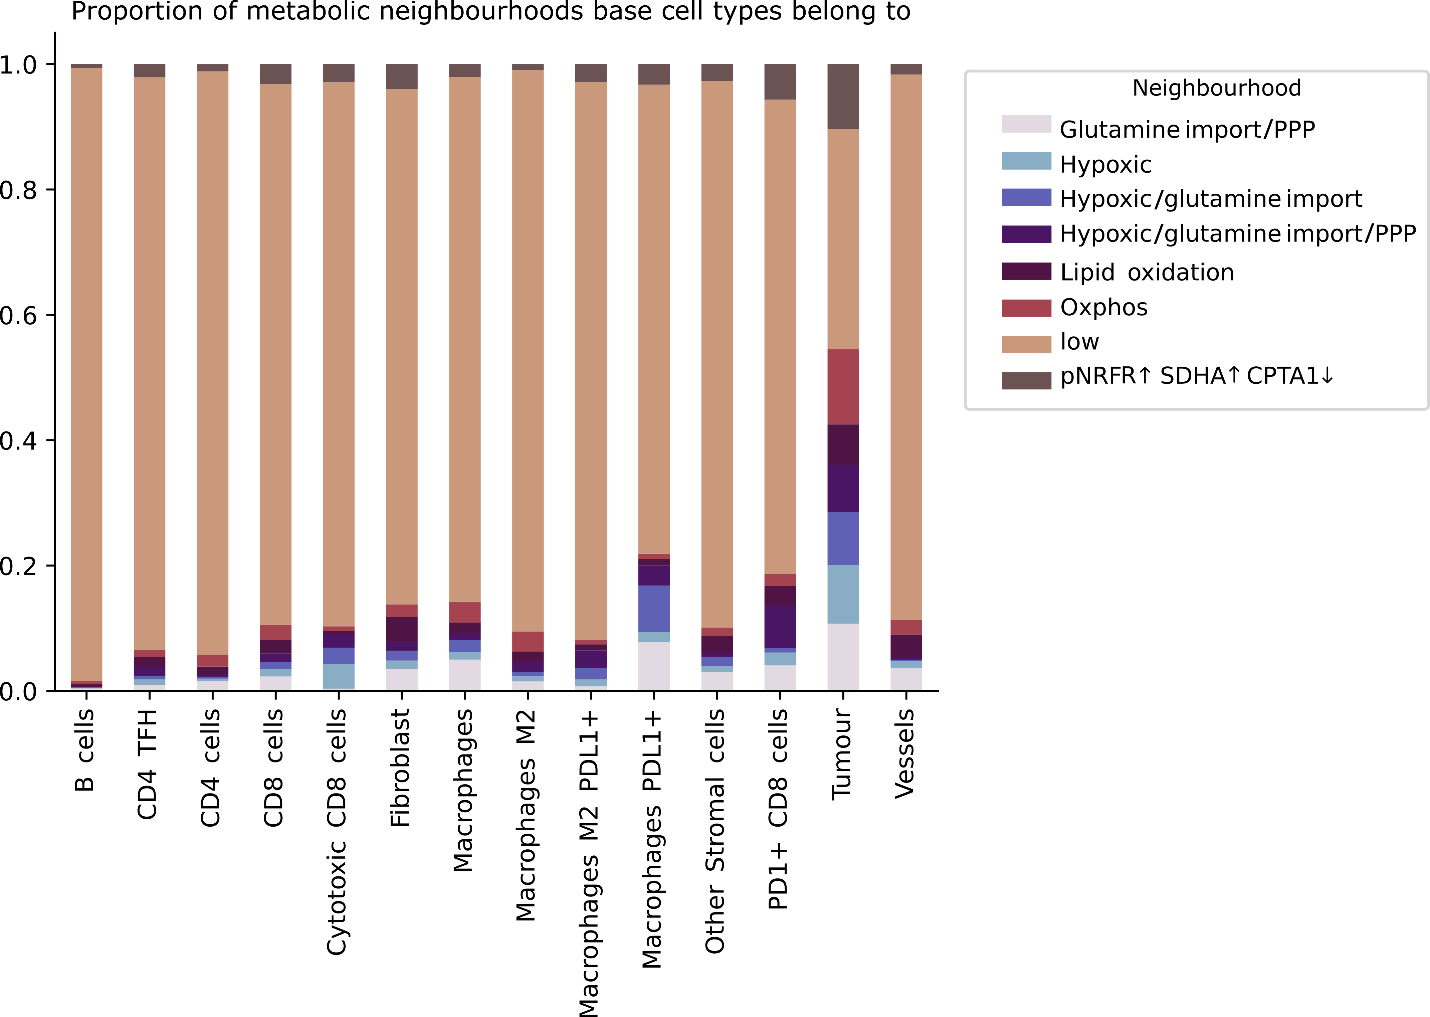 Proportion of metabolic neighbourhoods base cell types belong to
1.0
0.8
0.6
0.4
0.2
0.0
B cells
CD4 TFH
CD4 cells
CD8 cells
Cytotoxic CD8 cells
Fibroblast
Macrophages
Macrophages M2
Macrophages M2 PDL1+
Macrophages PDL1+
Other Stromal cells
PD1+ CD8 cells
Tumour
Vessels
Neighbourhood
Glutamine import/PPP
Hypoxic
Hypoxic/glutamine import
Hypoxic/glutamine import/PPP
Lipid oxidation
Oxphos
low
pNRFR↑ SDHA↑ CPTA1↓